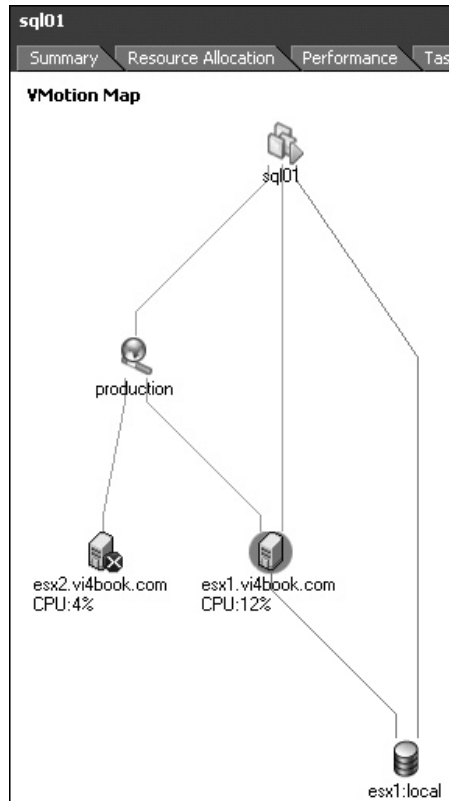 sql01
Summary Resource Allocation Performance Tas
VMotion Map
sql01
production
esx2.vi4book.com
CPU:4%
esx1.vi4book.com
CPU:12%
esx1:local